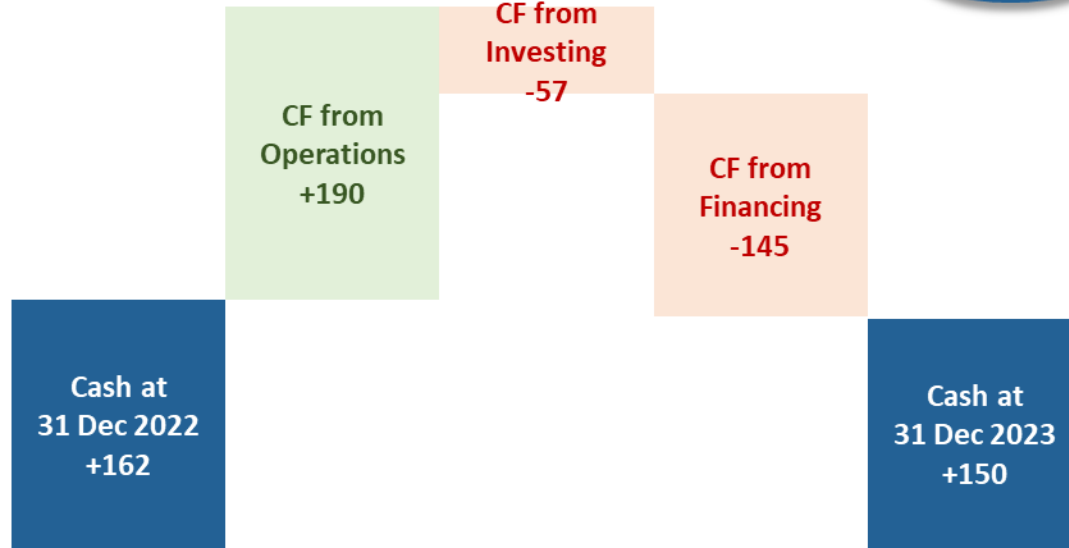 CF from
Investing
-57
CF from
Operations
+190
CF from
Financing
-145
Cash at
31 Dec 2022
+162
Cash at
31 Dec 2023
+150